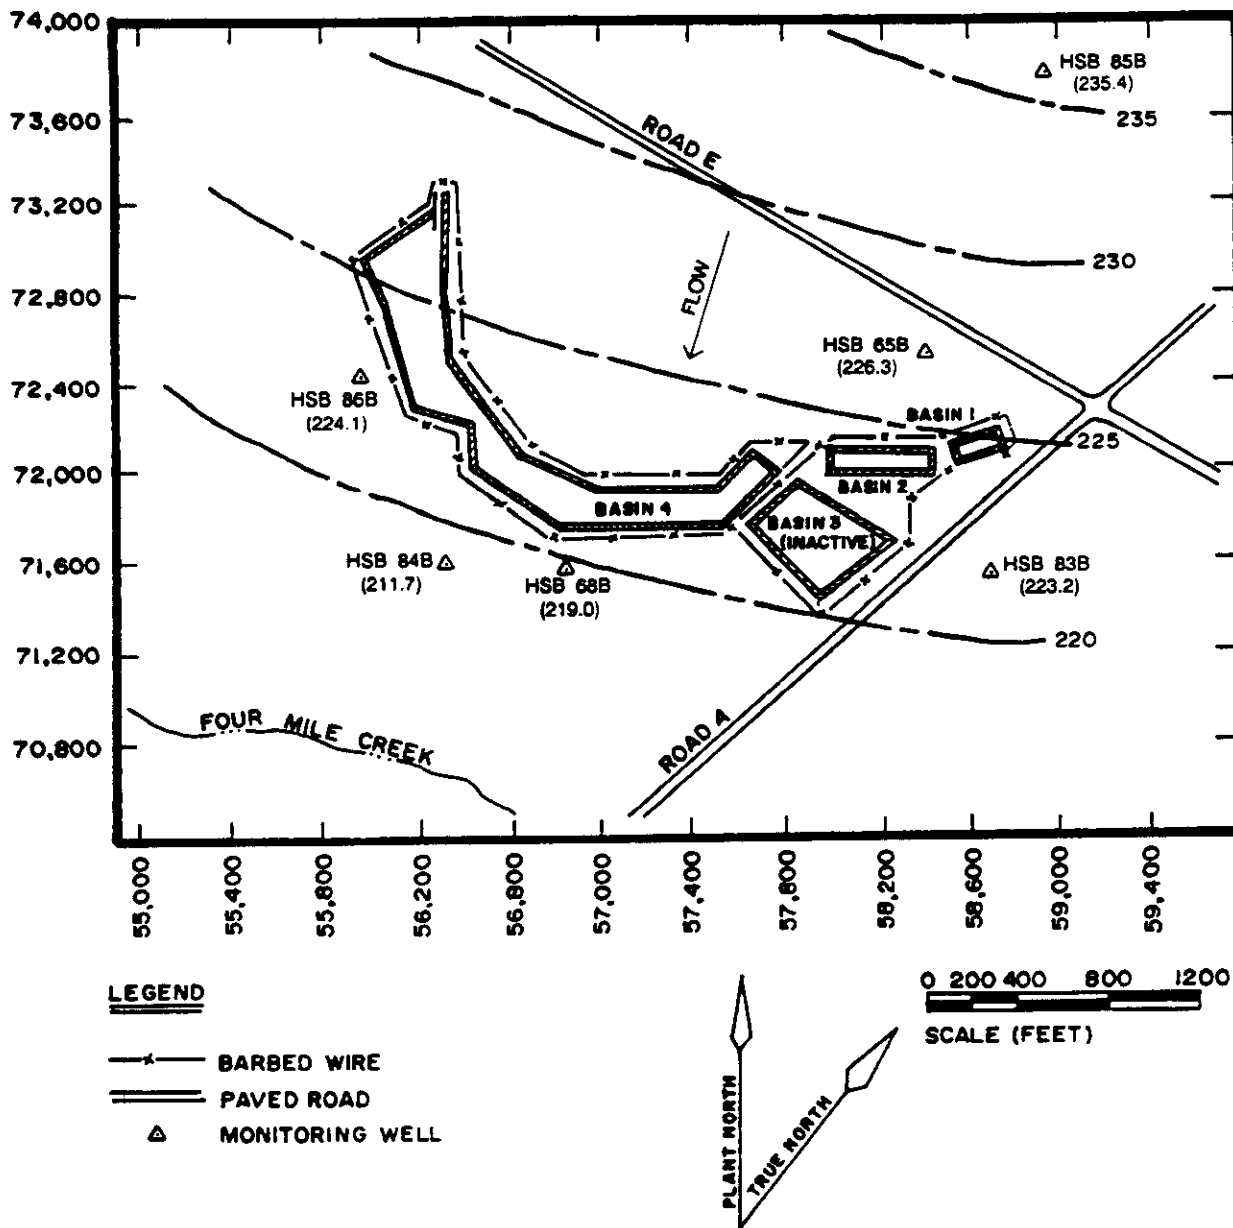 74,000
73,600
73,200
72,800
72,400
72,000
71,600
71,200
70,800
HSB 85B
(235.4)
235
ROAD E
230
FLOW
HSB 65B
(226.3)
HSB 86B
(224.1)
BASIN 1
225
BASIN 2
BASIN 4
BASIN 3
(INACTIVE)
HSB 84B
(211.7)
HSB 68B
(219.0)
HSB 83B
(223.2)
220
FOUR MILE CREEK
ROAD A
55,000
55,400
55,800
56,200
56,800
57,000
57,400
57,800
58,200
58,600
59,000
59,400
LEGEND
BARBED WIRE
PAVED ROAD
MONITORING WELL
PLANT NORTH
TRUE NORTH
0 200 400 800 1200
SCALE (FEET)